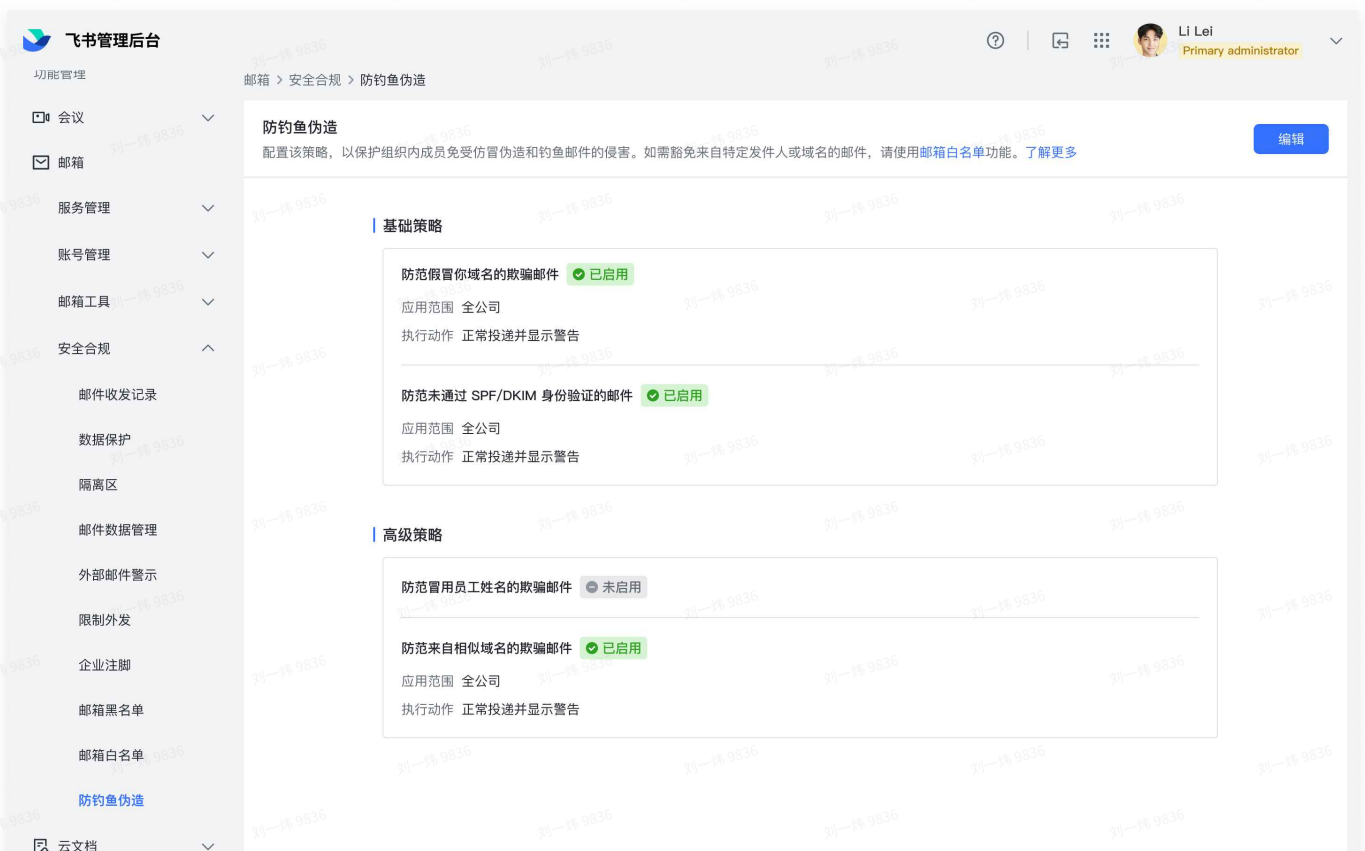 飞书管理后台
Li Lei
Primary administrator
功能管理
会议
邮箱
服务管理
账号管理
邮箱工具
安全合规
邮件收发记录
数据保护
隔离区
邮件数据管理
外部邮件警示
限制外发
企业注脚
邮箱黑名单
邮箱白名单
防钓鱼伪造
云文档
邮箱 > 安全合规 > 防钓鱼伪造
防钓鱼伪造
编辑
配置该策略，以保护组织内成员免受仿冒伪造和钓鱼邮件的侵害。如需豁免来自特定发件人或域名的邮件，请使用邮箱白名单功能。了解更多
基础策略
防范假冒你域名的欺骗邮件 已启用
应用范围 全公司
执行动作 正常投递并显示警告
防范未通过 SPF/DKIM 身份验证的邮件 已启用
应用范围 全公司
执行动作 正常投递并显示警告
高级策略
防范冒用员工姓名的欺骗邮件 未启用
防范来自相似域名的欺骗邮件 已启用
应用范围 全公司
执行动作 正常投递并显示警告
刘一炜 9836